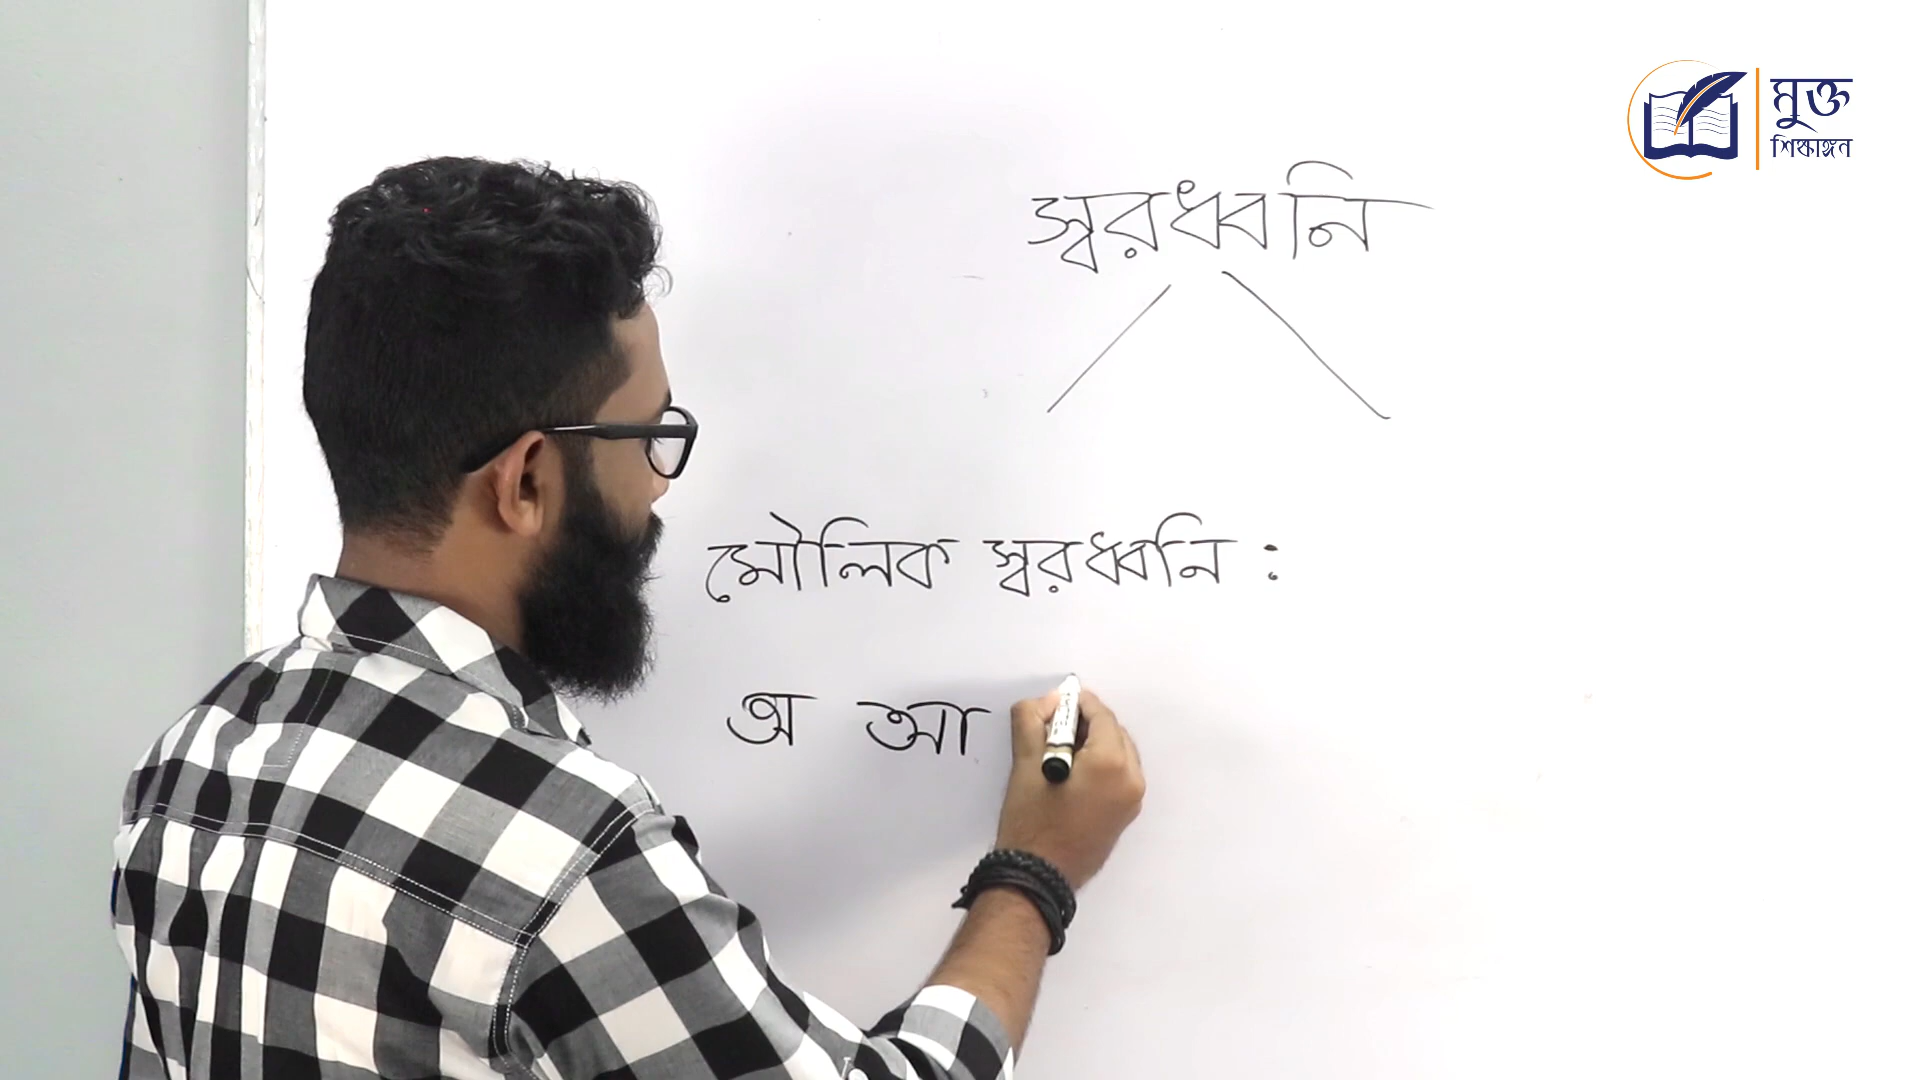 মুক্ত
শিক্ষাঙ্গন
স্বরধ্বনি
মৌলিক স্বরধ্বনি :
অ আ